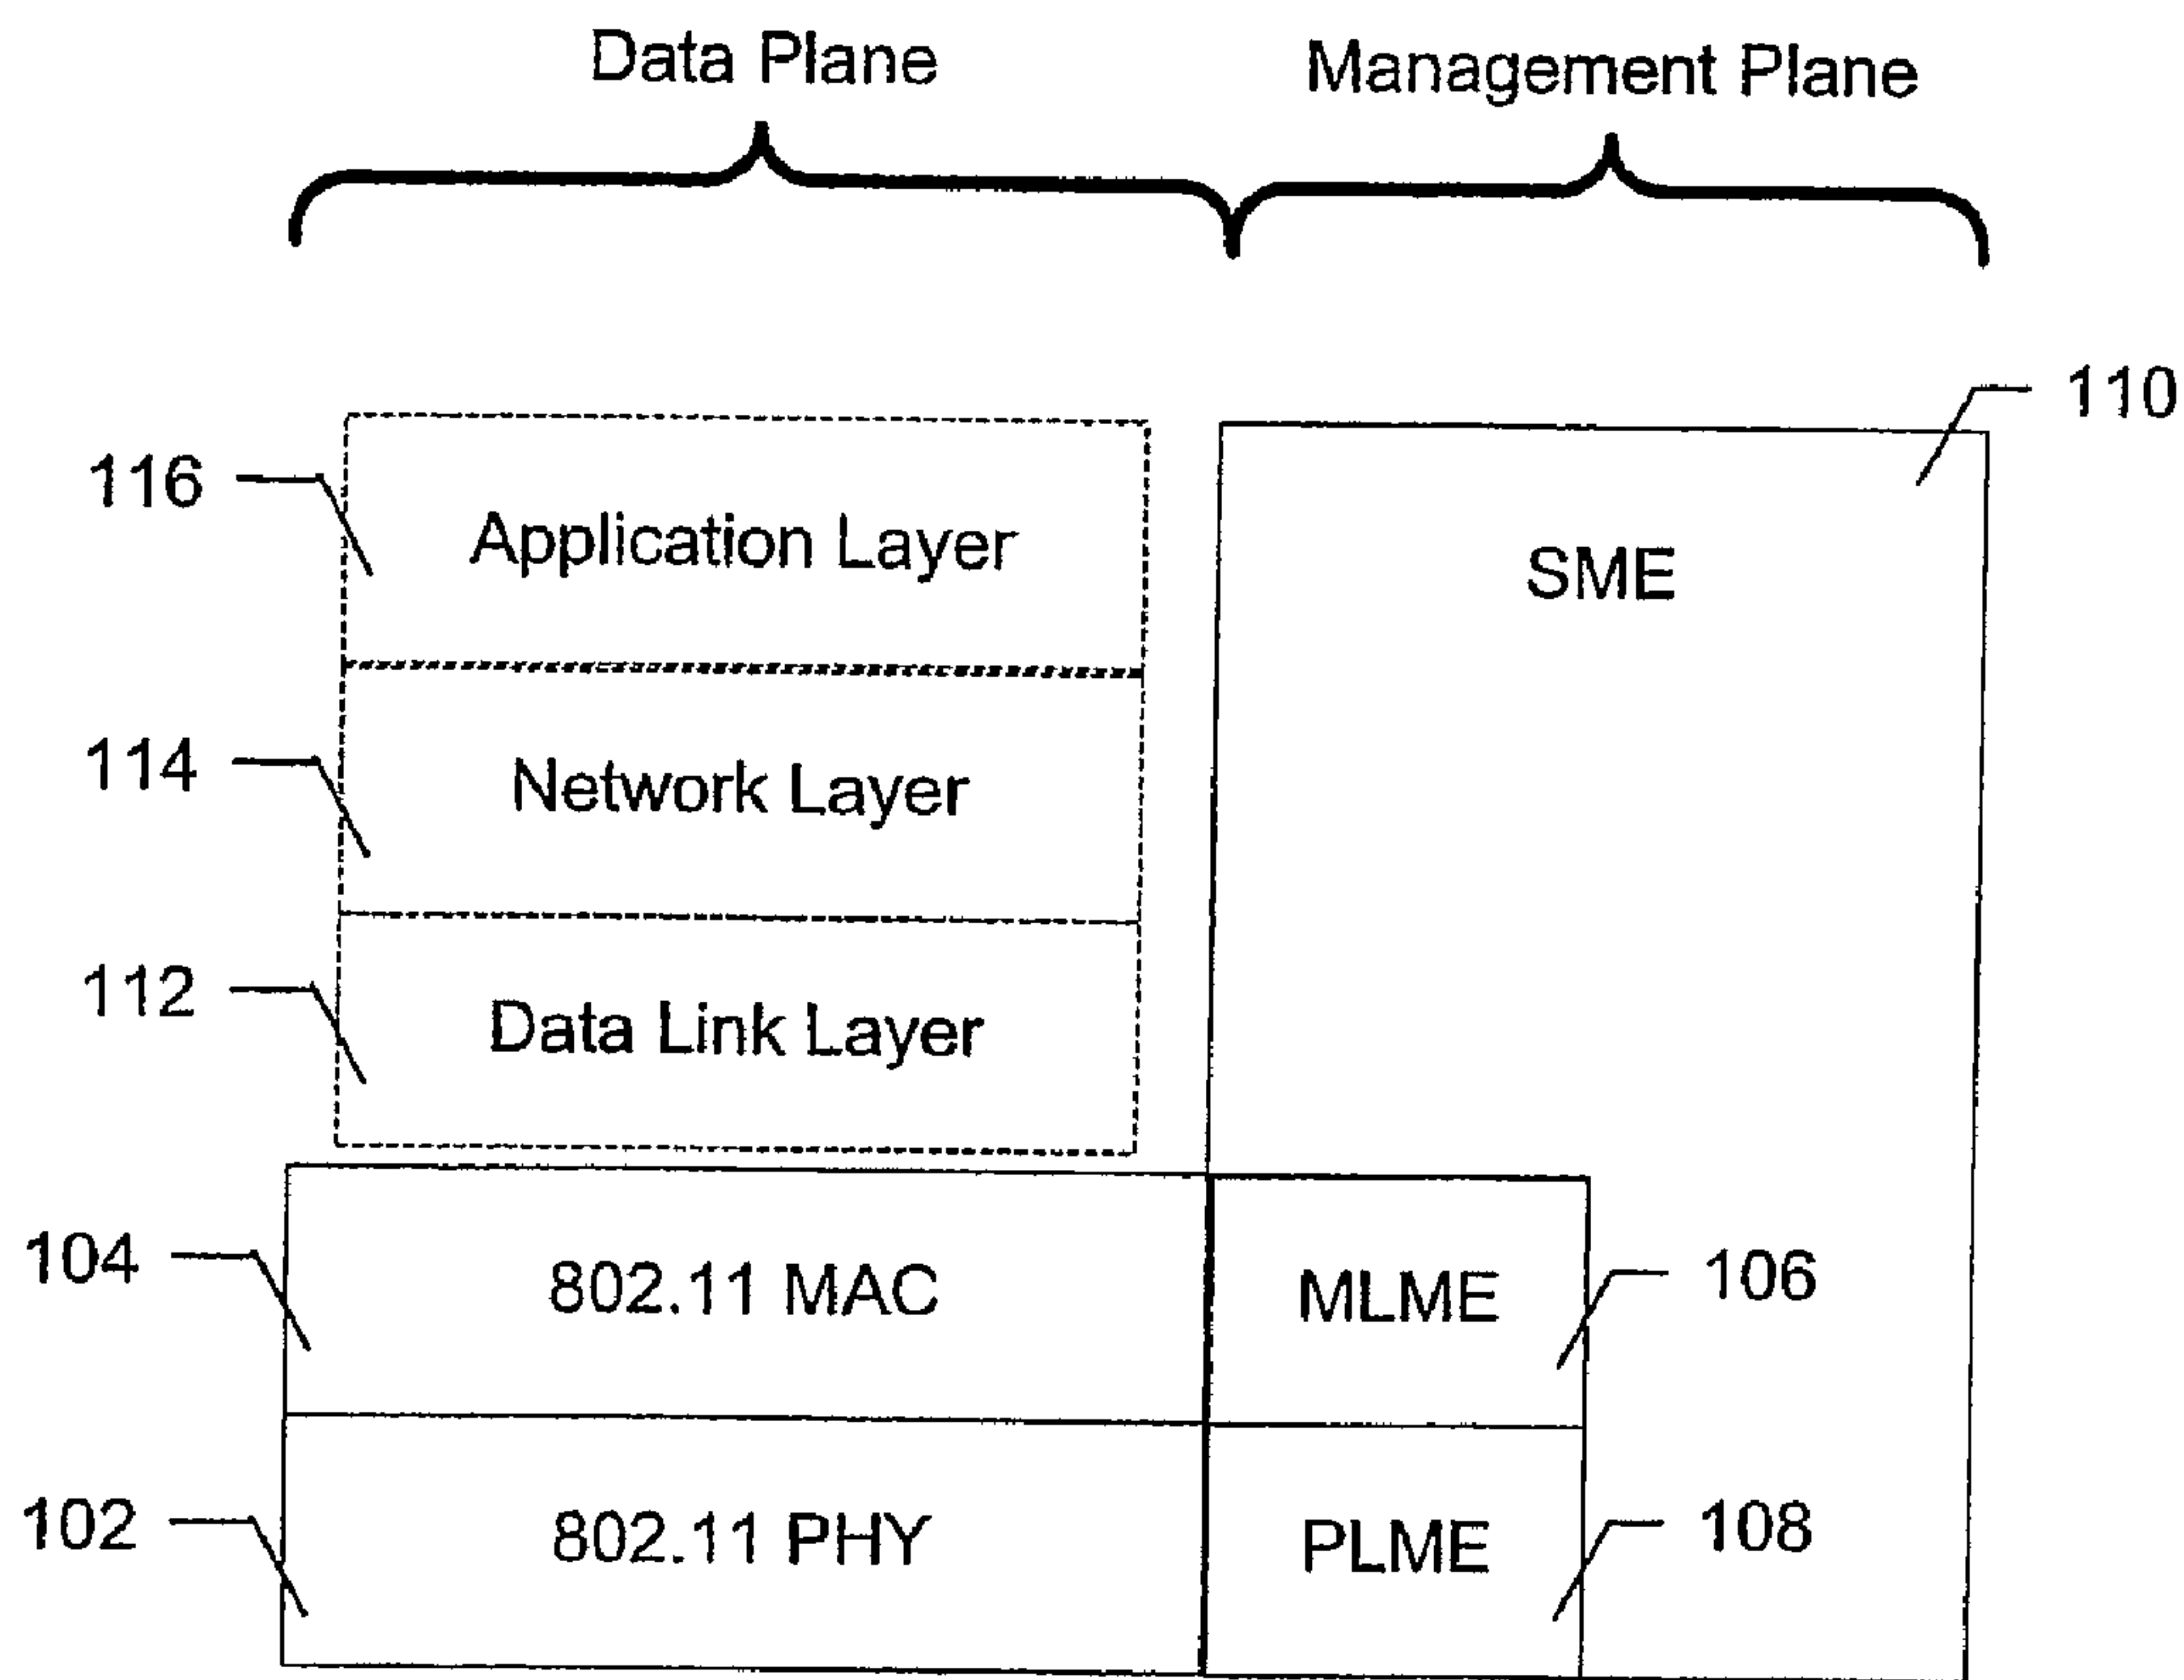 Data Plane
Management Plane
110
116
Application Layer
SME
114
Network Layer
112
Data Link Layer
104
802.11 MAC
MLME
106
102
802.11 PHY
PLME
108